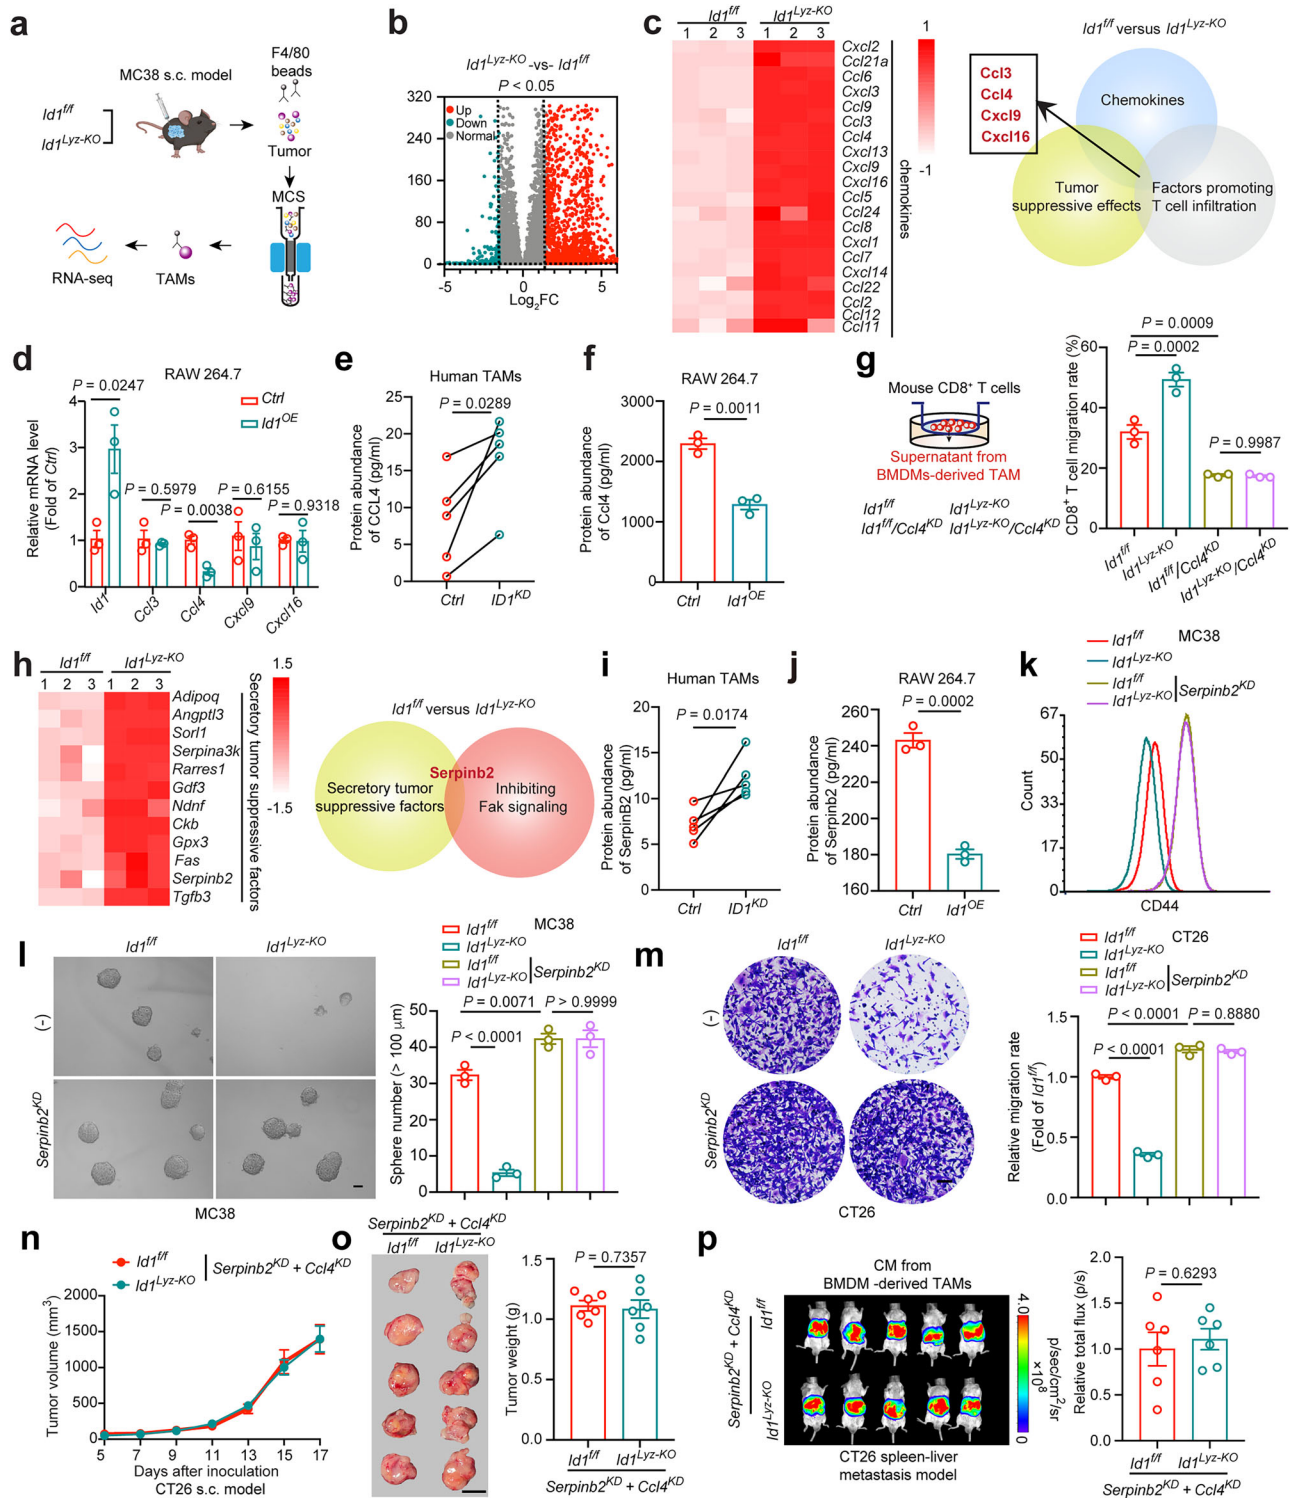 a
MC38 s.c. model
Id1f/f
Id1Lyz-KO
F4/80
beads
Tumor
MCS
TAMs
RNA-seq
b
Id1Lyz-KO -vs- Id1f/f
P < 0.05
Up
Down
Normal
320
240
160
80
0
-5
0
5
Log2FC
c
Id1f/f
Id1Lyz-KO
1 2 3 1 2 3
Cxcl2
Ccl21a
Ccl6
Cxcl3
Ccl9
Ccl3
Ccl4
Cxcl13
Cxcl9
Cxcl16
Ccl5
Ccl24
Ccl8
Cxcl1
Ccl7
Cxcl14
Ccl22
Ccl2
Ccl12
Ccl11
chemokines
1
-1
Id1f/f versus Id1Lyz-KO
Ccl3
Ccl4
Cxcl9
Cxcl16
Chemokines
Tumor
suppressive effects
Factors promoting
T cell infiltration
d
RAW 264.7
P = 0.0247
Ctrl
Id1OE
P = 0.5979
P = 0.6155
P = 0.0038
P = 0.9318
Relative mRNA level
(Fold of Ctrl)
4
2
1
0
Id1
Ccl3
Ccl4
Cxcl9
Cxcl16
e
Human TAMs
P = 0.0289
Protein abundance
of CCL4 (pg/ml)
25
20
15
10
5
0
Ctrl
ID1KD
f
RAW 264.7
P = 0.0011
Protein abundance
of Ccl4 (pg/ml)
3000
2000
1000
0
Ctrl
Id1OE
g
Mouse CD8+ T cells
Supernatant from
BMDMs-derived TAM
Id1f/f
Id1Lyz-KO
Id1f/f/Ccl4KD
Id1Lyz-KO/Ccl4KD
P = 0.0009
P = 0.0002
P = 0.9987
CD8+ T cell migration rate (%)
80
60
40
20
0
Id1f/f
Id1Lyz-KO
Id1f/f/Ccl4KD
Id1Lyz-KO/Ccl4KD
h
Id1f/f
Id1Lyz-KO
1 2 3 1 2 3
Adipoq
Angptl3
Sorl1
Serpina3k
Rarres1
Gdf3
Ndnf
Ckb
Gpx3
Fas
Serpinb2
Tgfb3
Secretory tumor suppressive factors
1.5
-1.5
Id1f/f versus Id1Lyz-KO
Serpinb2
Secretory tumor
suppressive factors
Inhibiting
Fak signaling
i
Human TAMs
P = 0.0174
Protein abundance
of SerpinB2 (pg/ml)
20
15
10
5
0
Ctrl
ID1KD
j
RAW 264.7
P = 0.0002
Protein abundance
of Serpinb2 (pg/ml)
260
240
220
200
180
160
Ctrl
Id1OE
k
Id1f/f
MC38
Id1Lyz-KO
Id1f/f
Id1Lyz-KO
Serpinb2KD
Count
67
50
33
17
0
CD44
l
Id1f/f
Id1Lyz-KO
(-)
Serpinb2KD
MC38
MC38
Id1f/f
Id1Lyz-KO
Id1f/f
Id1Lyz-KO
Serpinb2KD
P = 0.0071
P > 0.9999
P < 0.0001
Sphere number (> 100 μm)
50
40
30
20
10
0
m
Id1f/f
Id1Lyz-KO
(-)
Serpinb2KD
CT26
Id1f/f
CT26
Id1Lyz-KO
Id1f/f
Id1Lyz-KO
Serpinb2KD
P < 0.0001
P = 0.8880
P < 0.0001
Relative migration rate
(Fold of Id1f/f)
1.5
1.0
0.5
0.0
n
Id1f/f
Id1Lyz-KO
Serpinb2KD + Ccl4KD
Tumor volume (mm3)
2000
1500
1000
500
0
5 7 9 11 13 15 17
Days after inoculation
CT26 s.c. model
o
Serpinb2KD + Ccl4KD
Id1f/f
Id1Lyz-KO
P = 0.7357
Tumor weight (g)
1.5
1.0
0.5
0.0
Id1f/f
Id1Lyz-KO
Serpinb2KD + Ccl4KD
p
CM from
BMDM -derived TAMs
Serpinb2KD + Ccl4KD
Id1f/f
Id1Lyz-KO
4.0
p/sec/cm2/sr
×108
0
CT26 spleen-liver
metastasis model
P = 0.6293
Relative total flux (p/s)
2.0
1.5
1.0
0.5
0.0
Id1f/f
Id1Lyz-KO
Serpinb2KD + Ccl4KD